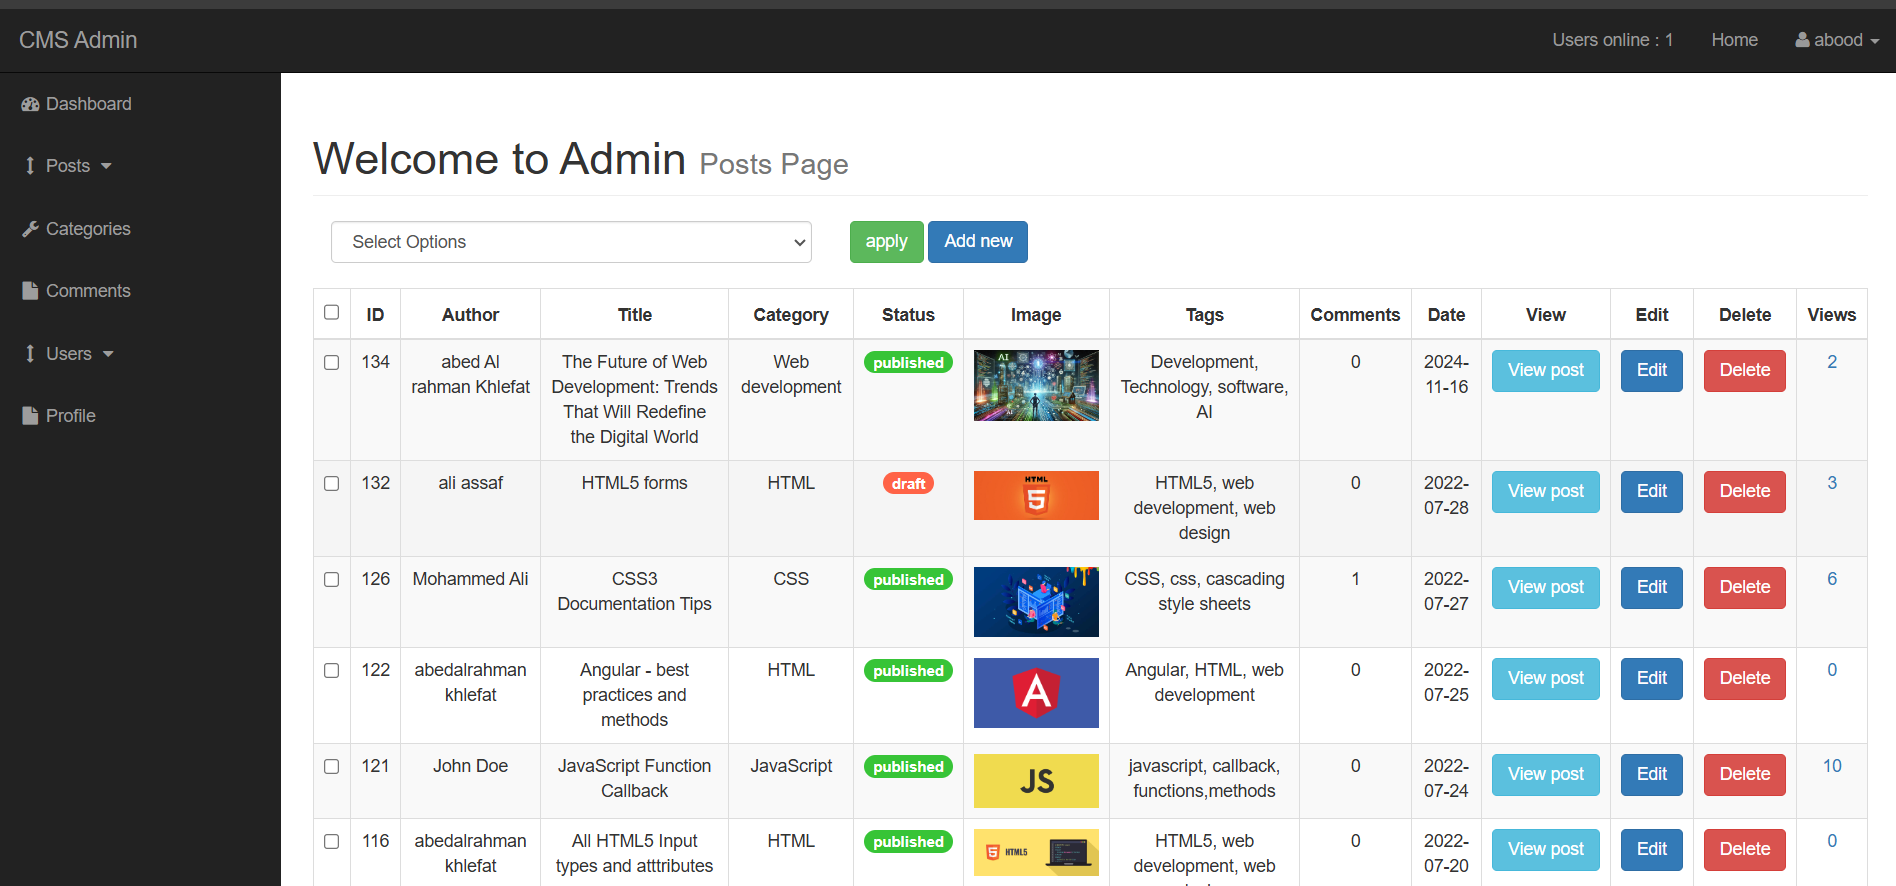 CMS Admin
Users online : 1 Home abood
Dashboard
Posts
Categories
Comments
Users
Profile
Welcome to Admin Posts Page
Select Options apply Add new
ID Author Title Category Status Image Tags Comments Date View Edit Delete Views
134 abed Al The Future of Web Web published AI Development, 0 2024- View post Edit Delete 2
rahman Khlefat Development: Trends development Technology, software, 11-16
That Will Redefine AI
the Digital World
132 ali assaf HTML5 forms HTML draft HTML 5 HTML5, web 0 2022- View post Edit Delete 3
development, web 07-28
design
126 Mohammed Ali CSS3 CSS published CSS, css, cascading 1 2022- View post Edit Delete 6
Documentation Tips style sheets 07-27
122 abedalrahman Angular - best HTML published A Angular, HTML, web 0 2022- View post Edit Delete 0
khlefat practices and development 07-25
methods
121 John Doe JavaScript Function JavaScript published JS javascript, callback, 0 2022- View post Edit Delete 10
Callback functions,methods 07-24
116 abedalrahman All HTML5 Input HTML published 5 HTML5 HTML5, web 0 2022- View post Edit Delete 0
khlefat types and atttributes development, web 07-20